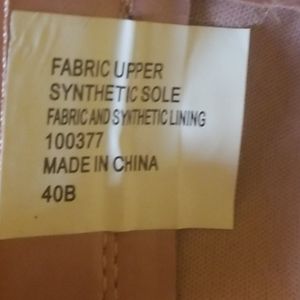 FABRIC UPPER
SYNTHETIC SOLE
FABRIC AND SYNTHETIC LINING
100377
MADE IN CHINA
40B